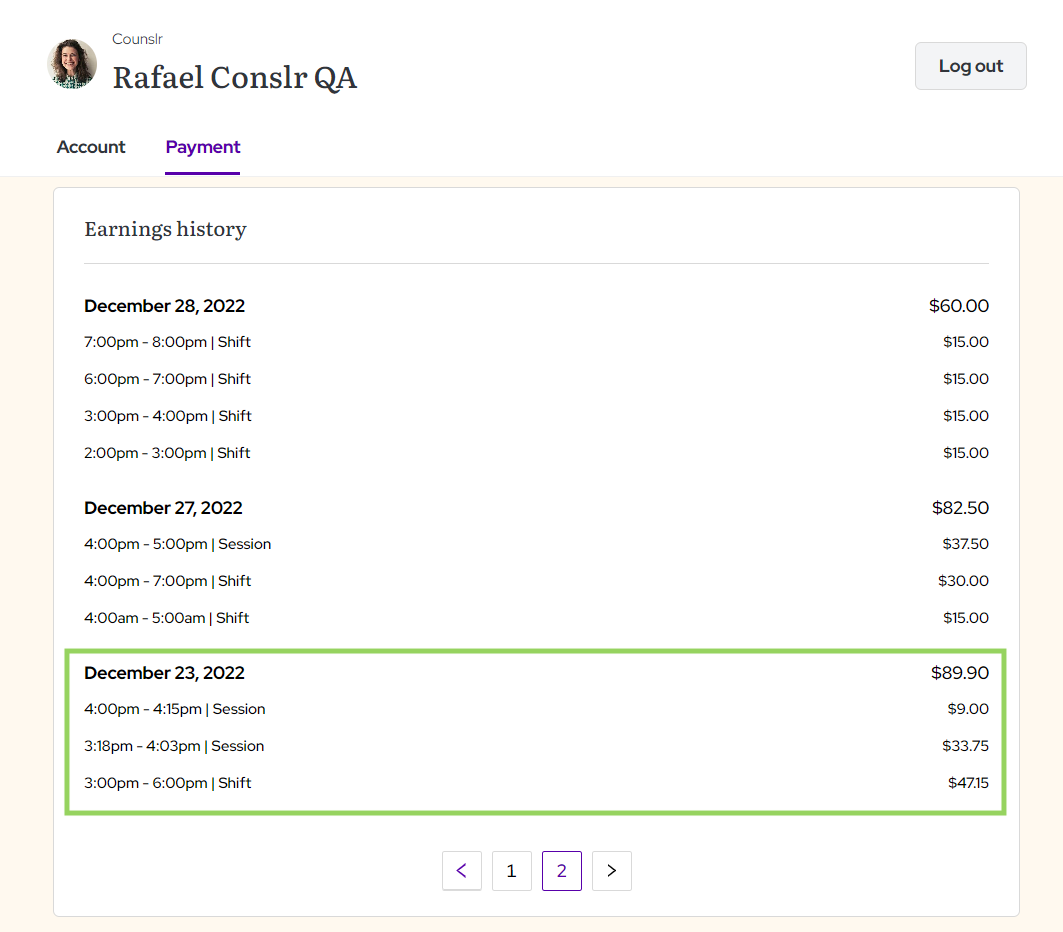 Counslr
Rafael Conslr QA
Log out
Account Payment
Earnings history
December 28, 2022 $60.00
7:00pm - 8:00pm | Shift $15.00
6:00pm - 7:00pm | Shift $15.00
3:00pm - 4:00pm | Shift $15.00
2:00pm - 3:00pm | Shift $15.00
December 27, 2022 $82.50
4:00pm - 5:00pm | Session $37.50
4:00pm - 7:00pm | Shift $30.00
4:00am - 5:00am | Shift $15.00
December 23, 2022 $89.90
4:00pm - 4:15pm | Session $9.00
3:18pm - 4:03pm | Session $33.75
3:00pm - 6:00pm | Shift $47.15
< 1 2 >